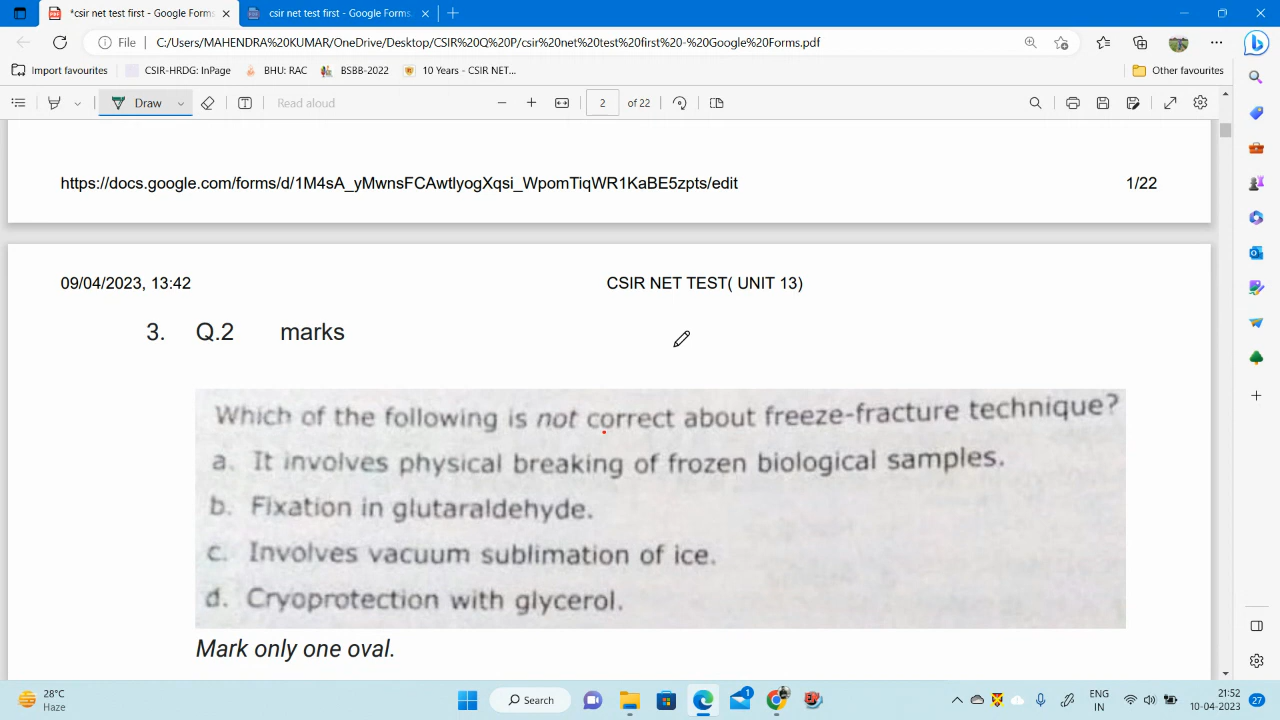 *csir net test first - Google Forms
csir net test first - Google Forms
File
C:/Users/MAHENDRA%20KUMAR/OneDrive/Desktop/CSIR%20Q%20P/csir%20net%20test%20first%20-%20Google%20Forms.pdf
Import favourites
CSIR-HRDG: InPage
BHU: RAC
BSBB-2022
10 Years - CSIR NET...
Other favourites
Draw
Read aloud
2
of 22
https://docs.google.com/forms/d/1M4sA_yMwnsFCAwtlyogXqsi_WpomTiqWR1KaBE5zpts/edit
1/22
09/04/2023, 13:42
CSIR NET TEST( UNIT 13)
3. Q.2 marks
Which of the following is not correct about freeze-fracture technique?
a. It involves physical breaking of frozen biological samples.
b. Fixation in glutaraldehyde.
c. Involves vacuum sublimation of ice.
d. Cryoprotection with glycerol.
Mark only one oval.
28°C
Haze
Search
1
ENG
IN
21:52
10-04-2023
27